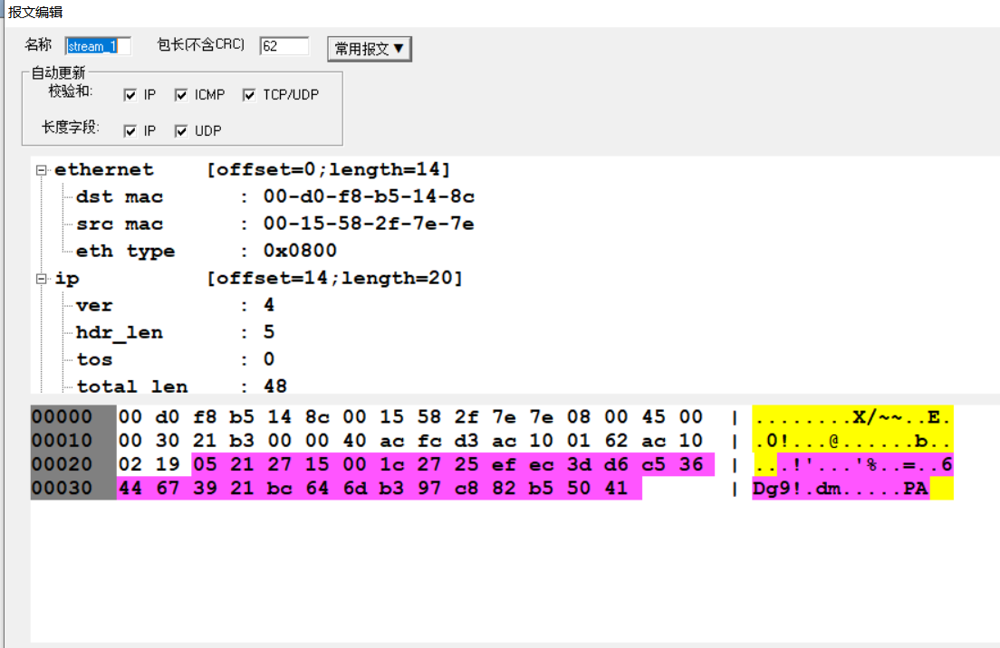 报文编辑
名称 stream_1 包长(不含CRC) 62 常用报文▼
自动更新
校验和: IP ICMP TCP/UDP
长度字段: IP UDP
ethernet [offset=0;length=14]
dst mac : 00-d0-f8-b5-14-8c
src mac : 00-15-58-2f-7e-7e
eth type : 0x0800
ip [offset=14;length=20]
ver : 4
hdr_len : 5
tos : 0
total len : 48
00000 00 d0 f8 b5 14 8c 00 15 58 2f 7e 7e 08 00 45 00 | ........X/~~..E.
00010 00 30 21 b3 00 00 40 ac fc d3 ac 10 01 62 ac 10 | .0!...@......b..
00020 02 19 05 21 27 15 00 1c 27 25 ef ec 3d d6 c5 36 | ...!'...'%..=..6
00030 44 67 39 21 bc 64 6d b3 97 c8 82 b5 50 41 | Dg9!.dm.....PA